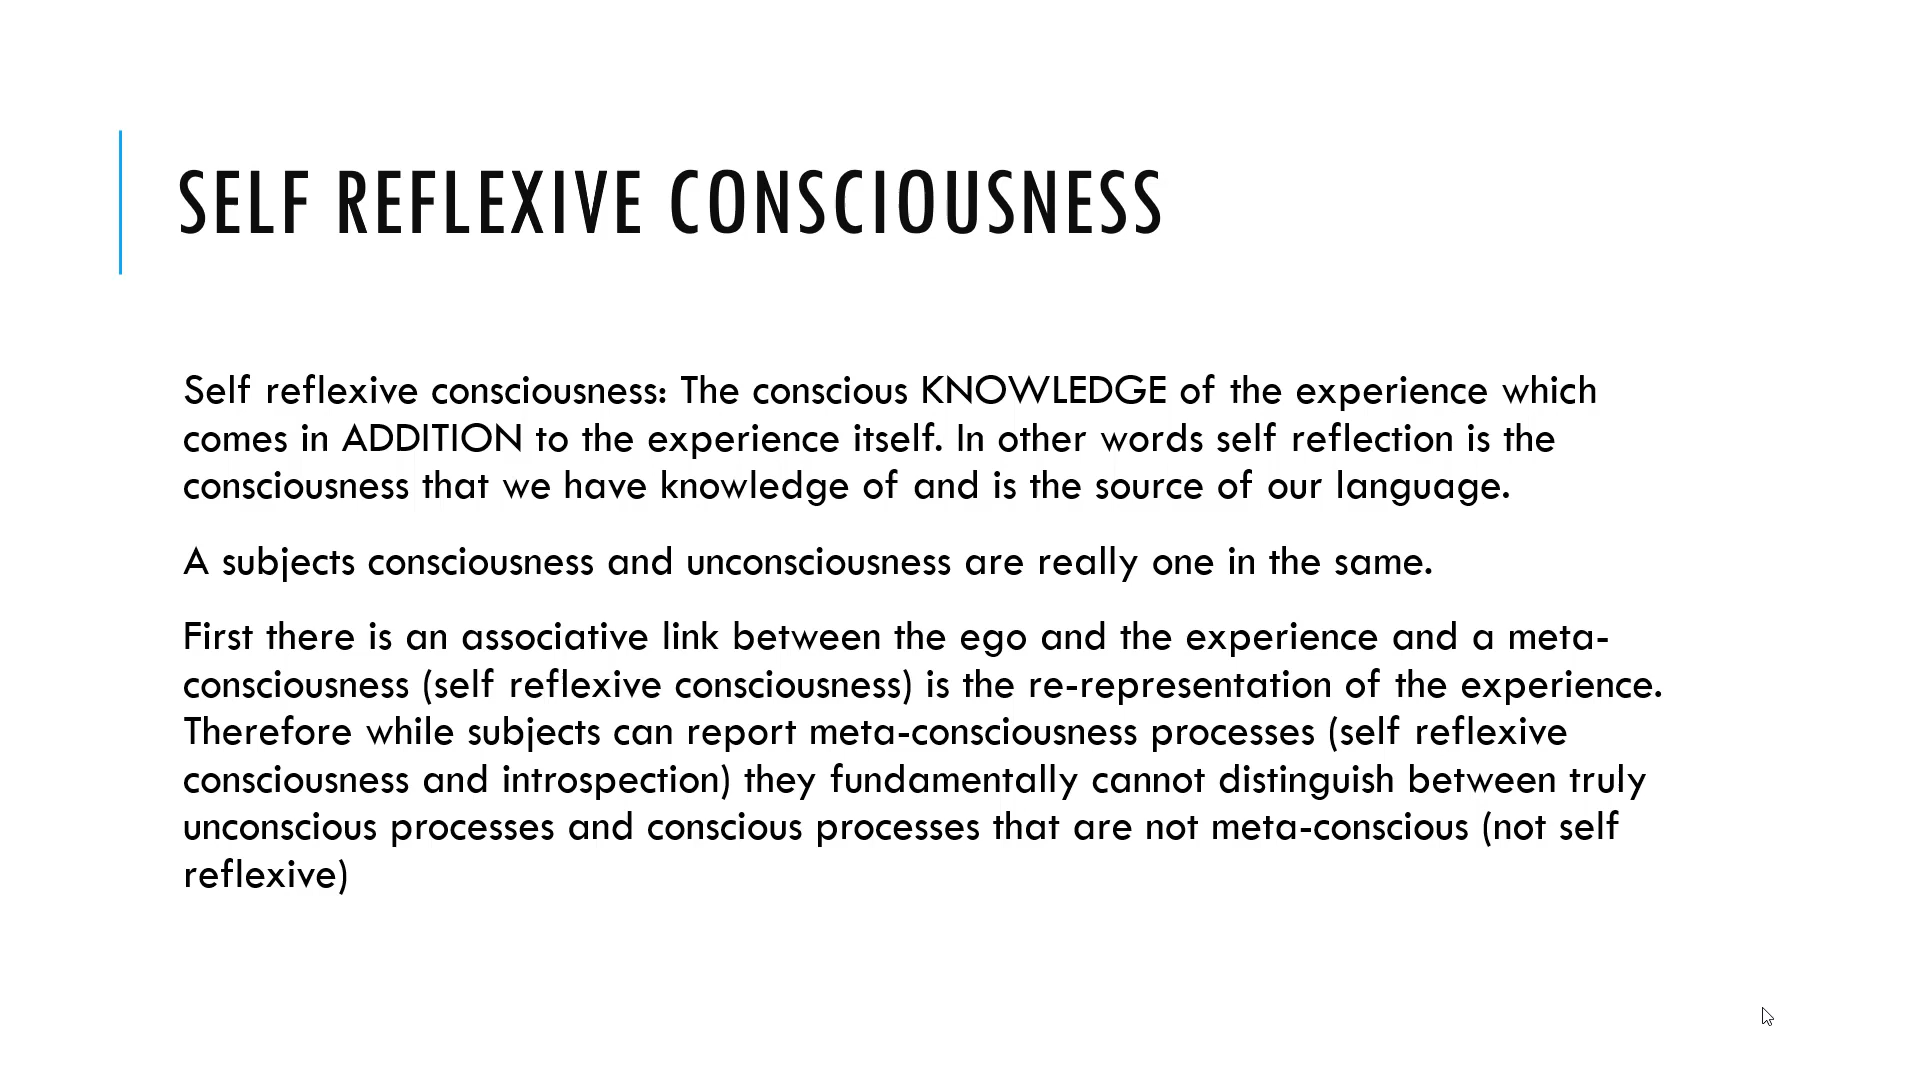 SELF REFLEXIVE CONSCIOUSNESS
Self reflexive consciousness: The conscious KNOWLEDGE of the experience which
comes in ADDITION to the experience itself. In other words self reflection is the
consciousness that we have knowledge of and is the source of our language.
A subjects consciousness and unconsciousness are really one in the same.
First there is an associative link between the ego and the experience and a meta-
consciousness (self reflexive consciousness) is the re-representation of the experience.
Therefore while subjects can report meta-consciousness processes (self reflexive
consciousness and introspection) they fundamentally cannot distinguish between truly
unconscious processes and conscious processes that are not meta-conscious (not self
reflexive)